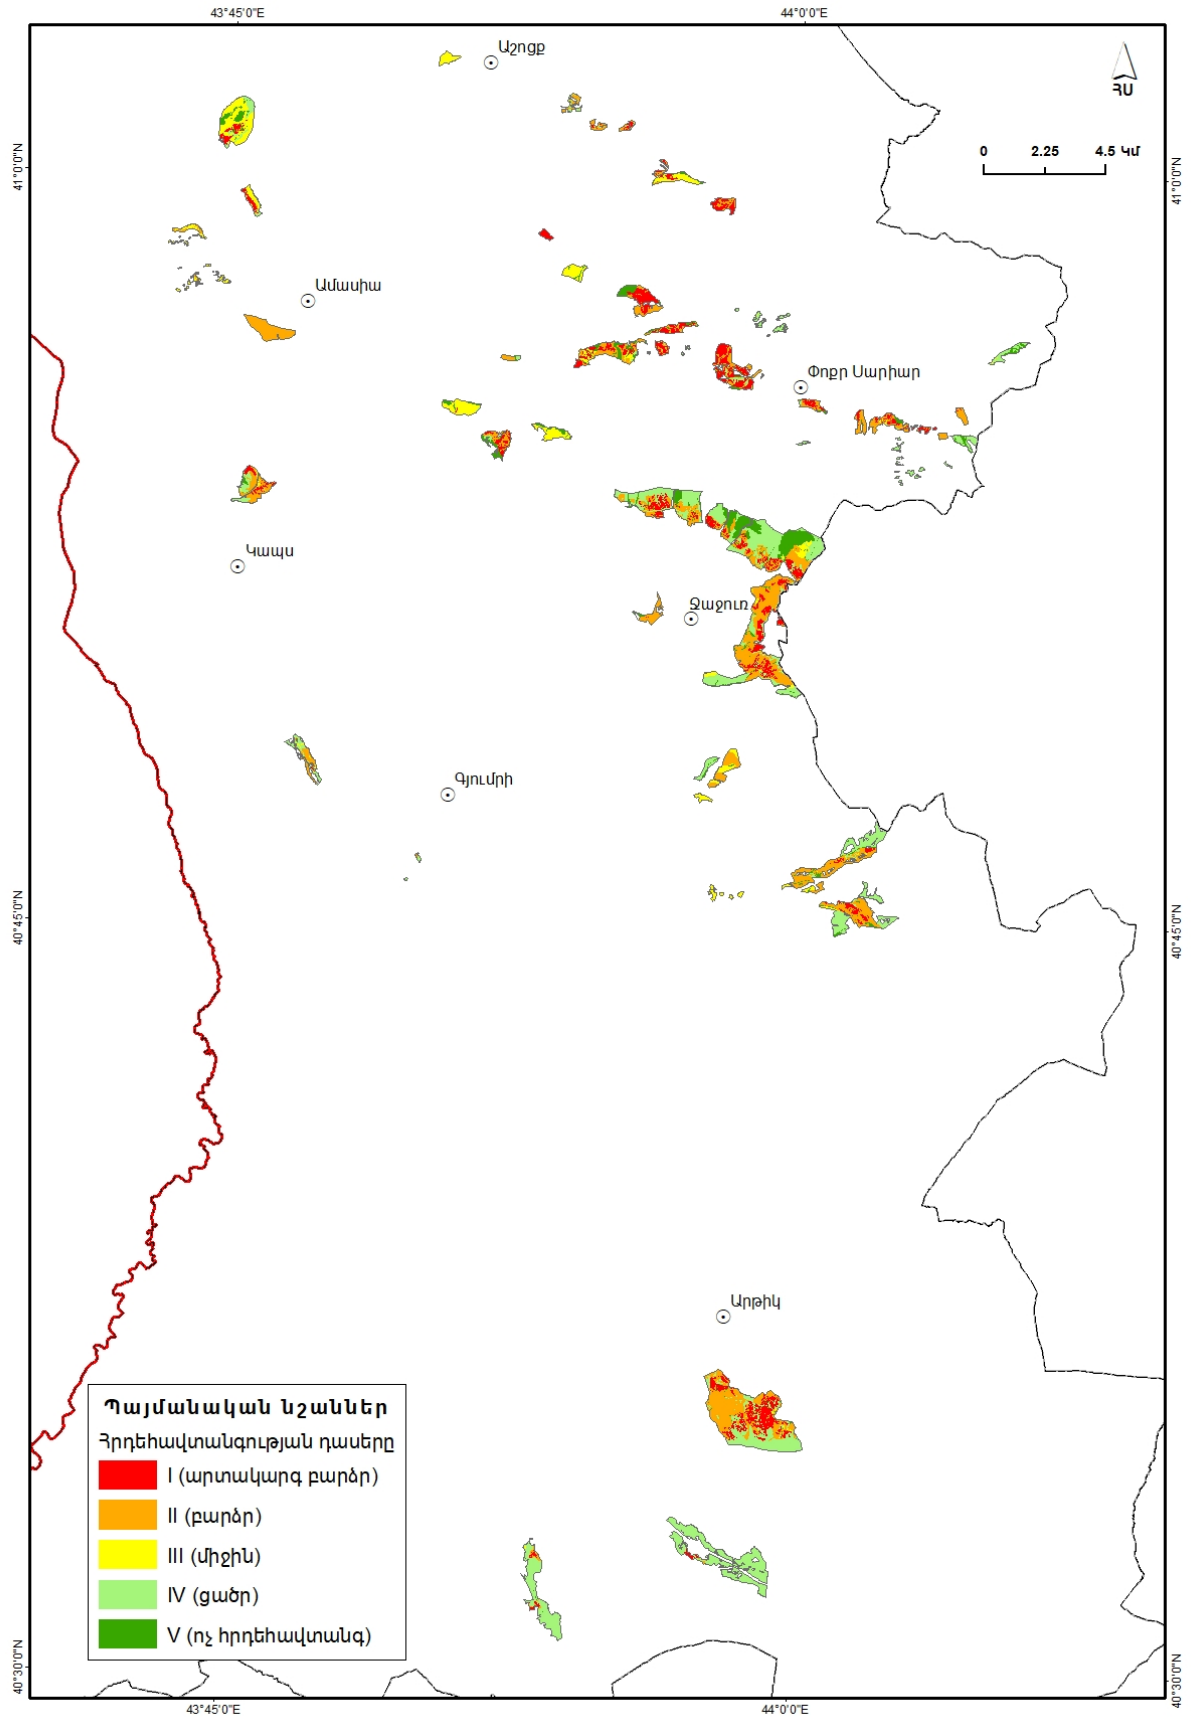 43°45'0"E
44°0'0"E
Աշոցք
ՀՍ
0 2.25 4.5 Կմ
41°0'0"N
41°0'0"N
Ամասիա
Փոքր Սարիար
Կապս
Ջաջուռ
Գյումրի
40°45'0"N
40°45'0"N
Արթիկ
Պայմանական նշաններ
Հրդեհավտանգության դասերը
I (արտակարգ բարձր)
II (բարձր)
III (միջին)
IV (ցածր)
V (ոչ հրդեհավտանգ)
40°30'0"N
40°30'0"N
43°45'0"E
44°0'0"E